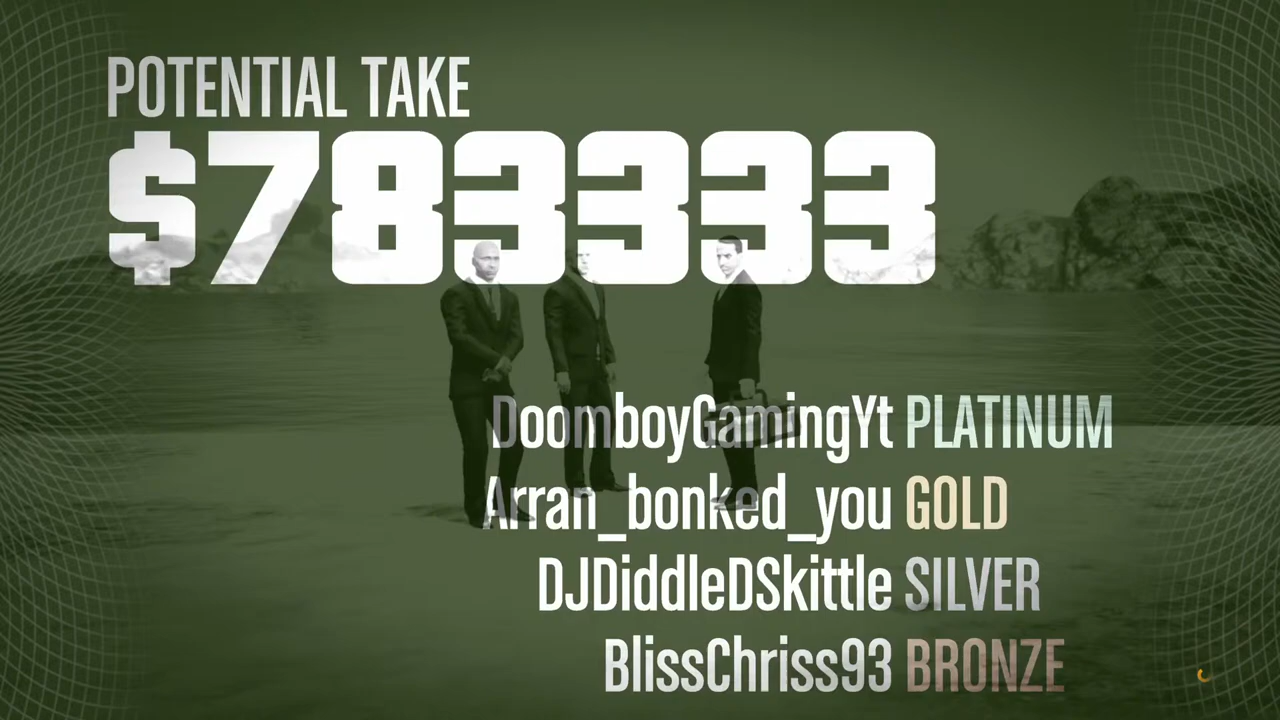 POTENTIAL TAKE
$783333
DoomboyGamingYt PLATINUM
Arran_bonked_you GOLD
DJDiddleDSkittle SILVER
BlissChriss93 BRONZE